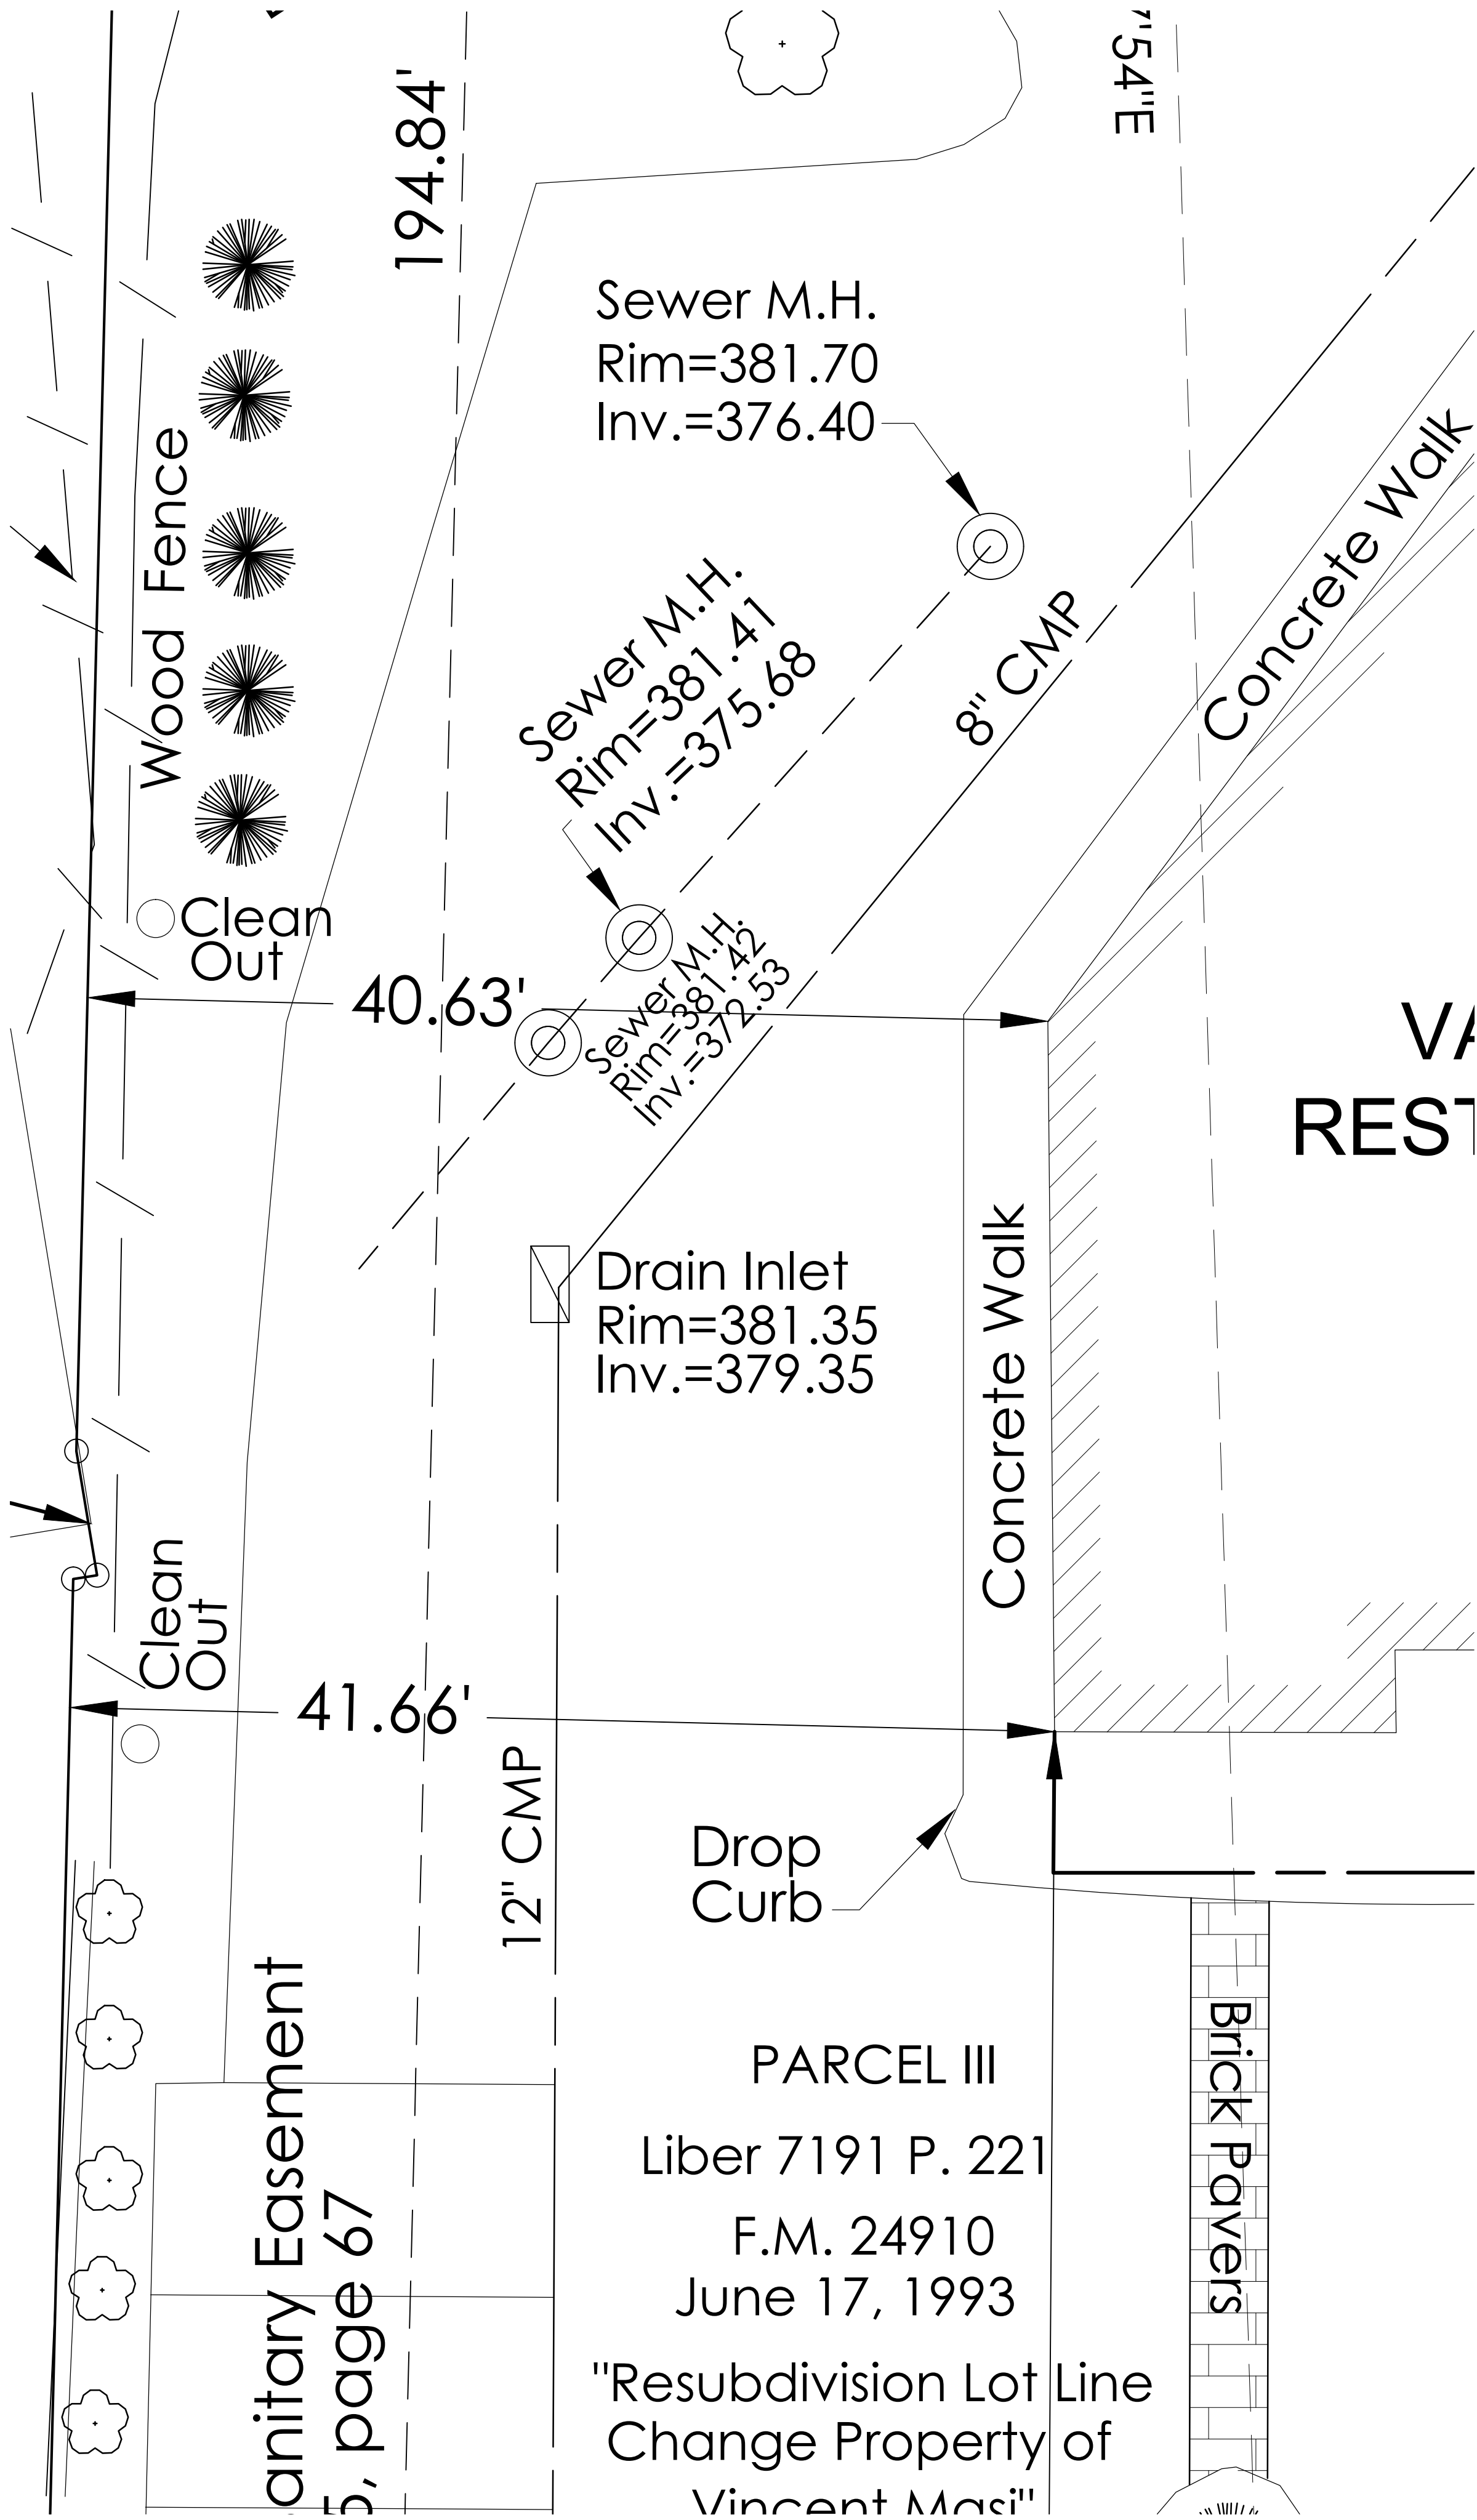 "54"E
194.84'
Sewer M.H.
Rim=381.70
Inv.=376.40
Wood Fence
Concrete Walk
Sewer M.H.
Rim=381.41
Inv.=375.68
8" CMP
Clean
Out
40.63'
Sewer M.H.
Rim=381.42
Inv.=372.53
VA
REST
Drain Inlet
Rim=381.35
Inv.=379.35
Concrete Walk
Clean
Out
41.66'
12" CMP
Drop
Curb
anitary Easement
, page 67
PARCEL III
Liber 7191 P. 221
F.M. 24910
June 17, 1993
"Resubdivision Lot Line
Change Property of
Vincent Masi"
Brick Pavers